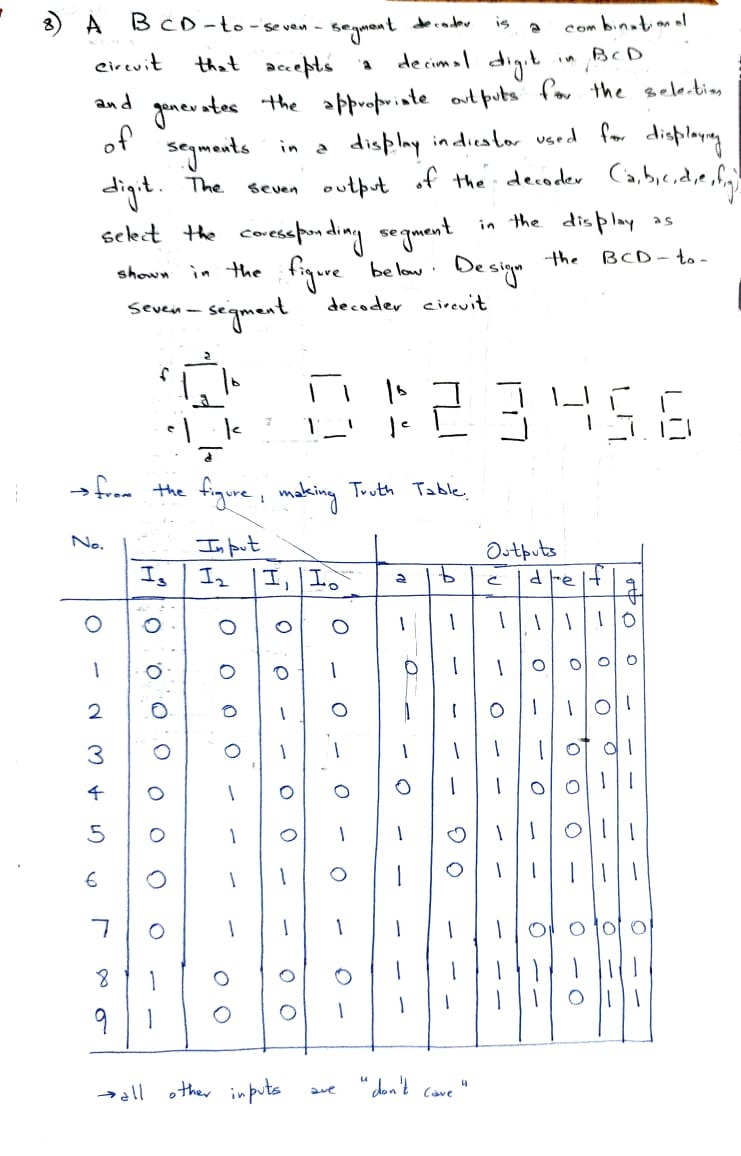 8) A BCD-to-seven-segment decoder is a combinational
circuit that accepts a decimal digit in BCD
and generates the appropriate outputs for the selection
of segments in a display indicator used for displaying
digit. The seven output of the decoder (a,b,c,d,e,f,g)
select the coressponding segment in the display as
shown in the figure below. Design the BCD-to-
seven-segment decoder circuit
a
f b b
g
e c c
d
0 1 2 3 4 5 6
→ from the figure, making Truth Table.
No. Input Outputs
I3 I2 I1 I0 a b c d e f g
0 0 0 0 0 1 1 1 1 1 1 0
1 0 0 0 1 0 1 1 0 0 0 0
2 0 0 1 0 1 1 0 1 1 0 1
3 0 0 1 1 1 1 1 1 0 0 1
4 0 1 0 0 0 1 1 0 0 1 1
5 0 1 0 1 1 0 1 1 0 1 1
6 0 1 1 0 1 0 1 1 1 1 1
7 0 1 1 1 1 1 1 0 0 0 0
8 1 0 0 0 1 1 1 1 1 1 1
9 1 0 0 1 1 1 1 1 0 1 1
→ all other inputs are "don't care"